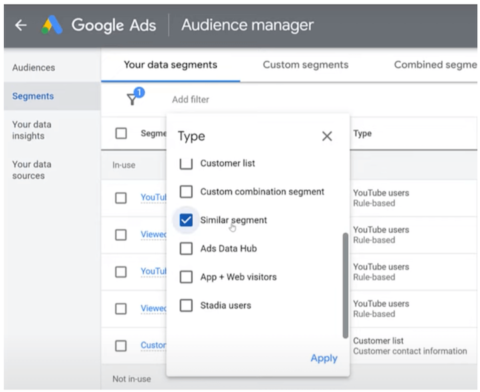 Google Ads Audience manager
Audiences
Segments
Your data
insights
Your data
sources
Your data segments Custom segments Combined segme
1
Add filter
Segme Type
In-use
YouTul YouTube users
Rule-based
Viewed YouTube users
Rule-based
YouTul YouTube users
Rule-based
Viewed YouTube users
Rule-based
Custor Customer list
Customer contact information
Not in-use
Type
Customer list
Custom combination segment
Similar segment
Ads Data Hub
App + Web visitors
Stadia users
Apply